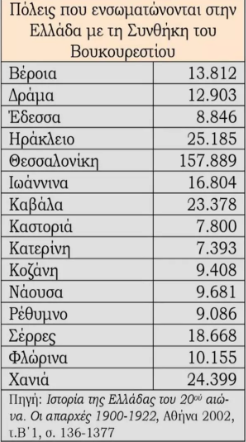 Πόλεις που ενσωματώνονται στην
Ελλάδα με τη Συνθήκη του
Βουκουρεστίου
Βέροια 13.812
Δράμα 12.903
Έδεσσα 8.846
Ηράκλειο 25.185
Θεσσαλονίκη 157.889
Ιωάννινα 16.804
Καβάλα 23.378
Καστοριά 7.800
Κατερίνη 7.393
Κοζάνη 9.408
Νάουσα 9.681
Ρέθυμνο 9.086
Σέρρες 18.668
Φλώρινα 10.155
Χανιά 24.399
Πηγή: Ιστορία της Ελλάδας του 20ού αιώ-
να. Οι απαρχές 1900-1922, Αθήνα 2002,
τ.Β΄1, σ. 136-1377